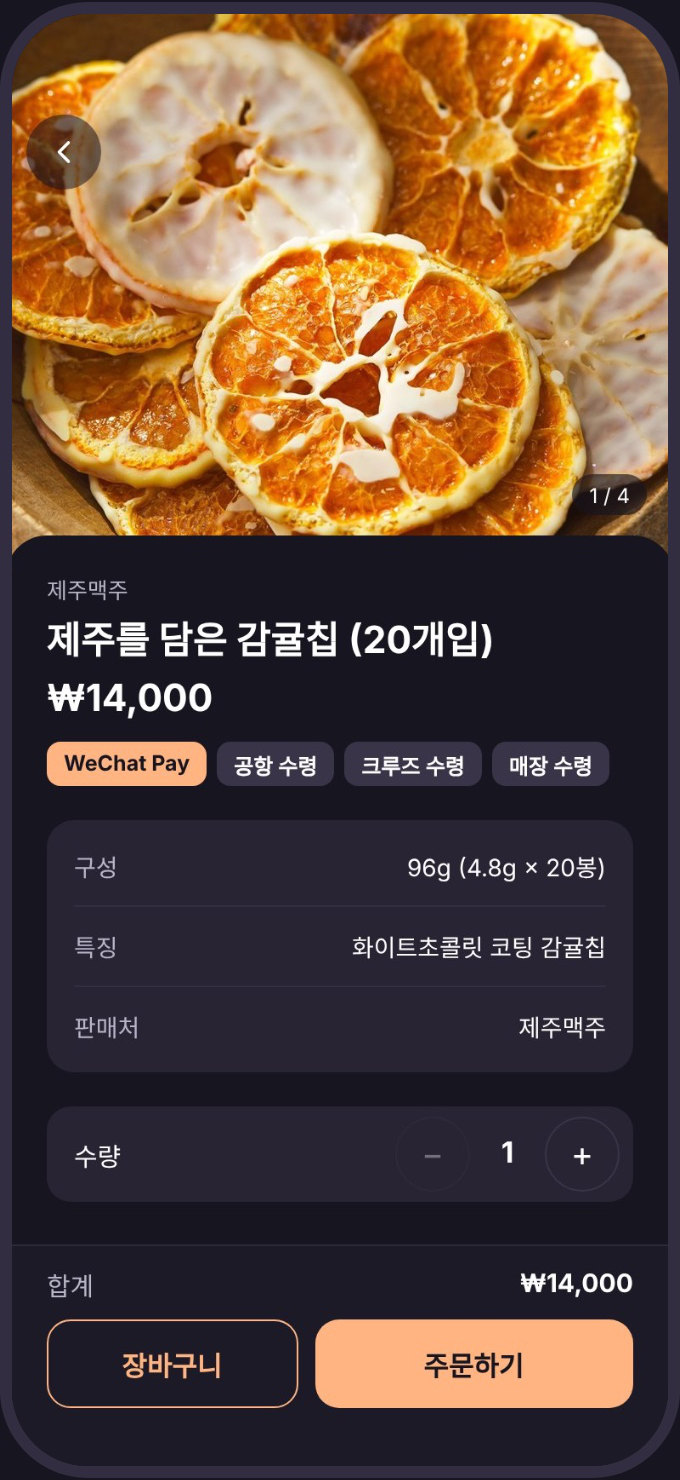 1 / 4
제주맥주
제주를 담은 감귤칩 (20개입)
₩14,000
WeChat Pay 공항 수령 크루즈 수령 매장 수령
구성 96g (4.8g × 20봉)
특징 화이트초콜릿 코팅 감귤칩
판매처 제주맥주
수량 − 1 +
합계 ₩14,000
장바구니 주문하기